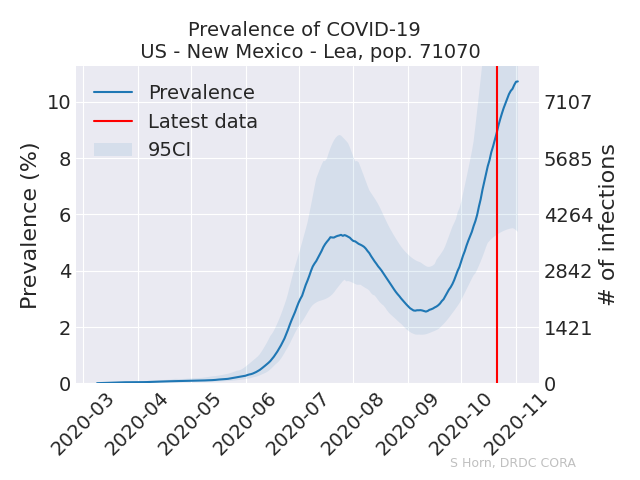 Prevalence of COVID-19
US - New Mexico - Lea, pop. 71070
Prevalence
Latest data
95CI
Prevalence (%)
10
8
6
4
2
0
7107
5685
4264
2842
1421
0
# of infections
2020-03
2020-04
2020-05
2020-06
2020-07
2020-08
2020-09
2020-10
2020-11
S Horn, DRDC CORA